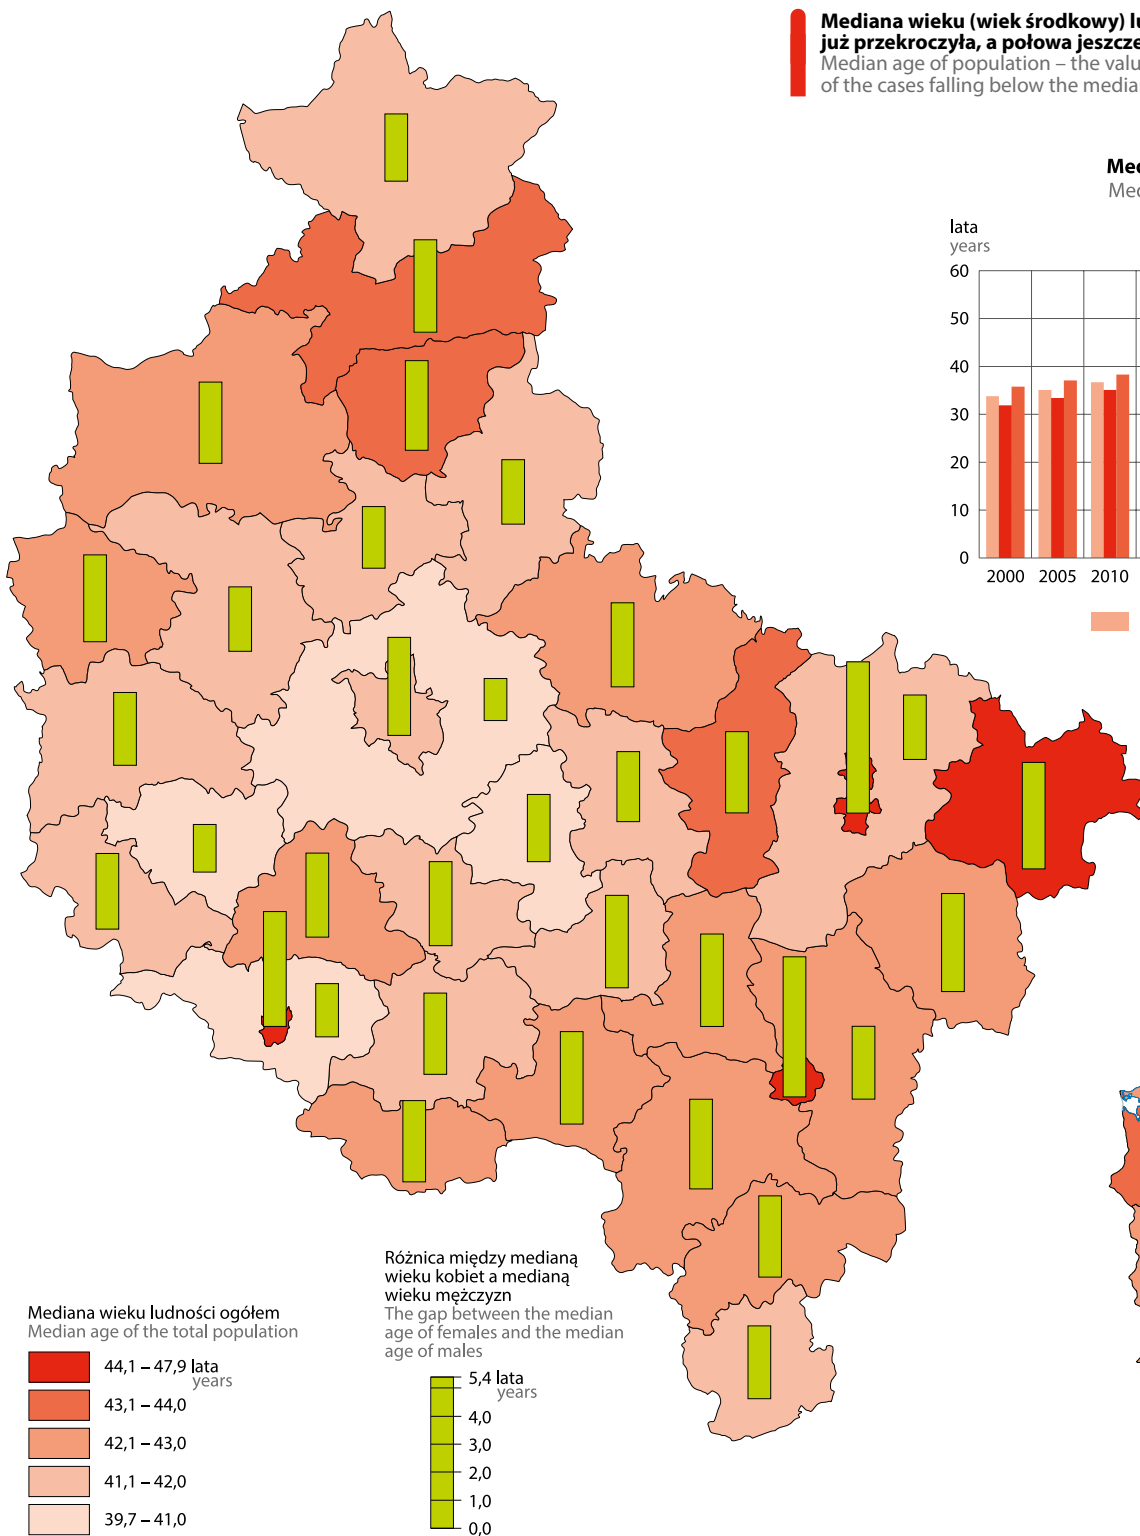 Mediana wieku (wiek środkowy)
już przekroczyła, a połowa jeszcze
Median age of population – the
of the cases falling below the
lata
years
60
50
40
30
20
10
0
2000 2005 2010
Różnica między medianą
wieku kobiet a medianą
wieku mężczyzn
The gap between the median
age of females and the median
age of males
5,4 lata
years
4,0
3,0
2,0
1,0
0,0
Mediana wieku ludności ogółem
Median age of the total population
44,1 – 47,9 lata
years
43,1 – 44,0
42,1 – 43,0
41,1 – 42,0
39,7 – 41,0